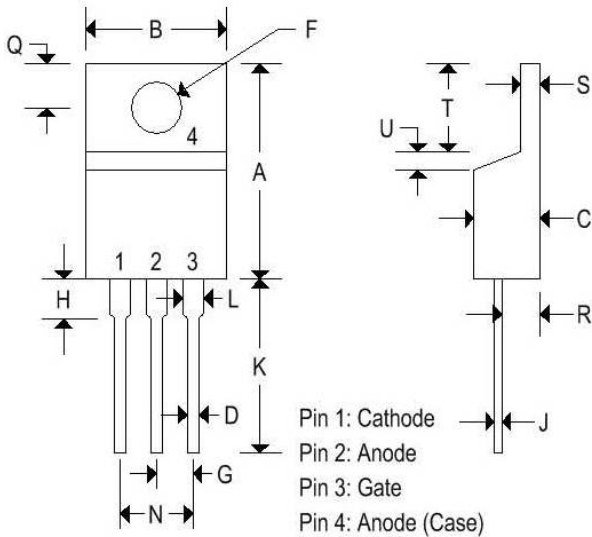 B
F
Q
S
T
U
4
A
C
1 2 3
H
L
R
K
D
J
G
N
Pin 1: Cathode
Pin 2: Anode
Pin 3: Gate
Pin 4: Anode (Case)